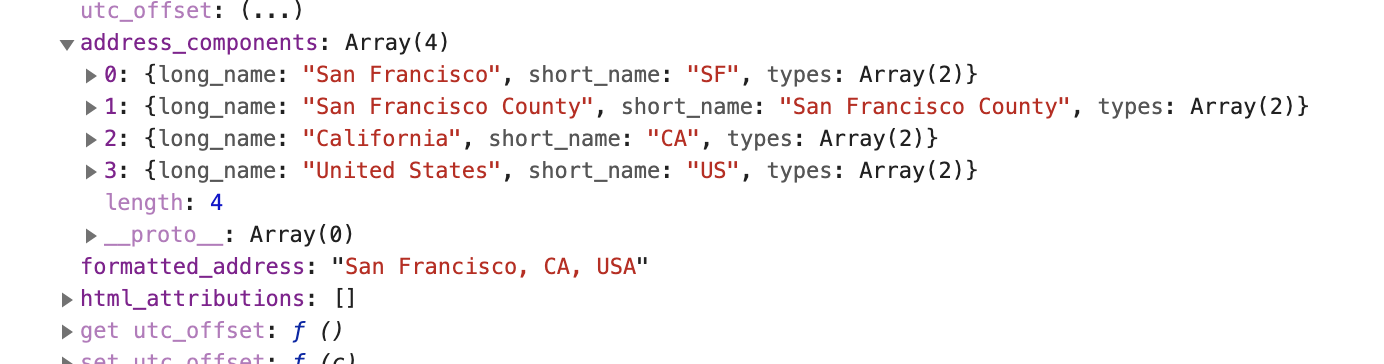 utc_offset: (...)
address_components: Array(4)
0: {long_name: "San Francisco", short_name: "SF", types: Array(2)}
1: {long_name: "San Francisco County", short_name: "San Francisco County", types: Array(2)}
2: {long_name: "California", short_name: "CA", types: Array(2)}
3: {long_name: "United States", short_name: "US", types: Array(2)}
length: 4
__proto__: Array(0)
formatted_address: "San Francisco, CA, USA"
html_attributions: []
get utc_offset: ƒ ()
set utc_offset: ƒ (c)